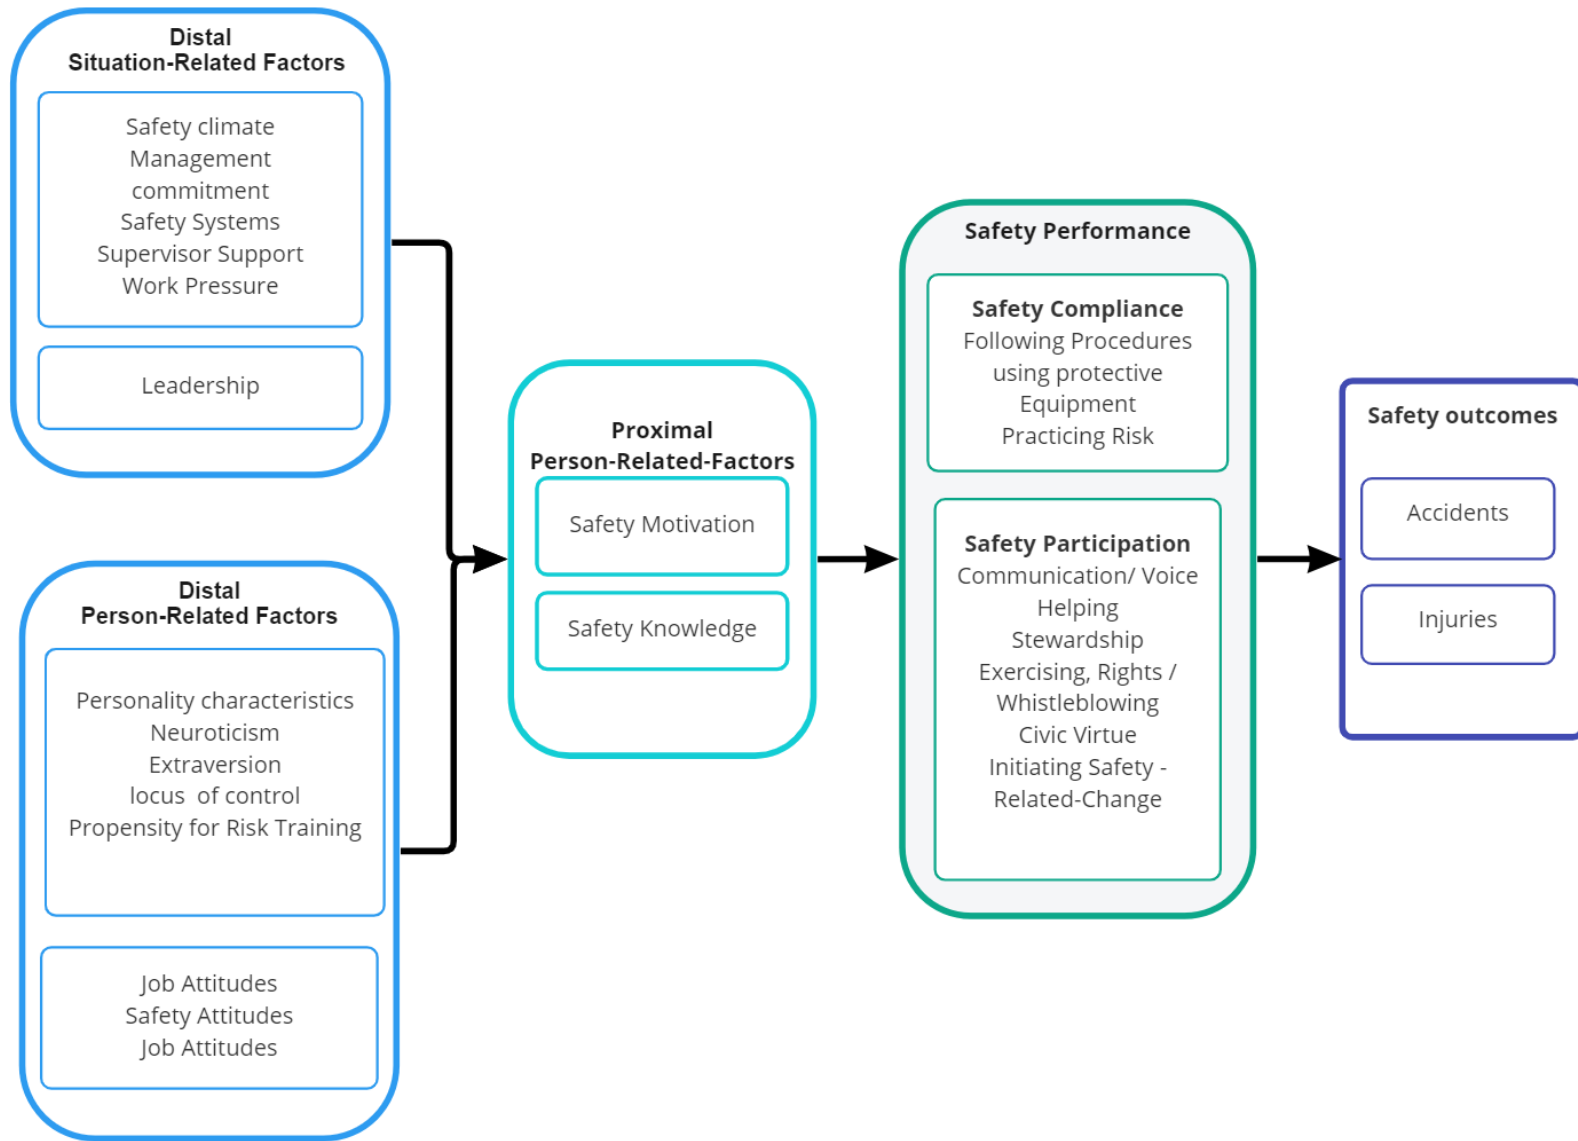 Distal
Situation-Related Factors
Safety climate
Management
commitment
Safety Systems
Supervisor Support
Work Pressure
Leadership
Distal
Person-Related Factors
Personality characteristics
Neuroticism
Extraversion
locus of control
Propensity for Risk Training
Job Attitudes
Safety Attitudes
Job Attitudes
Proximal
Person-Related-Factors
Safety Motivation
Safety Knowledge
Safety Performance
Safety Compliance
Following Procedures
using protective
Equipment
Practicing Risk
Safety Participation
Communication/ Voice
Helping
Stewardship
Exercising, Rights /
Whistleblowing
Civic Virtue
Initiating Safety -
Related-Change
Safety outcomes
Accidents
Injuries